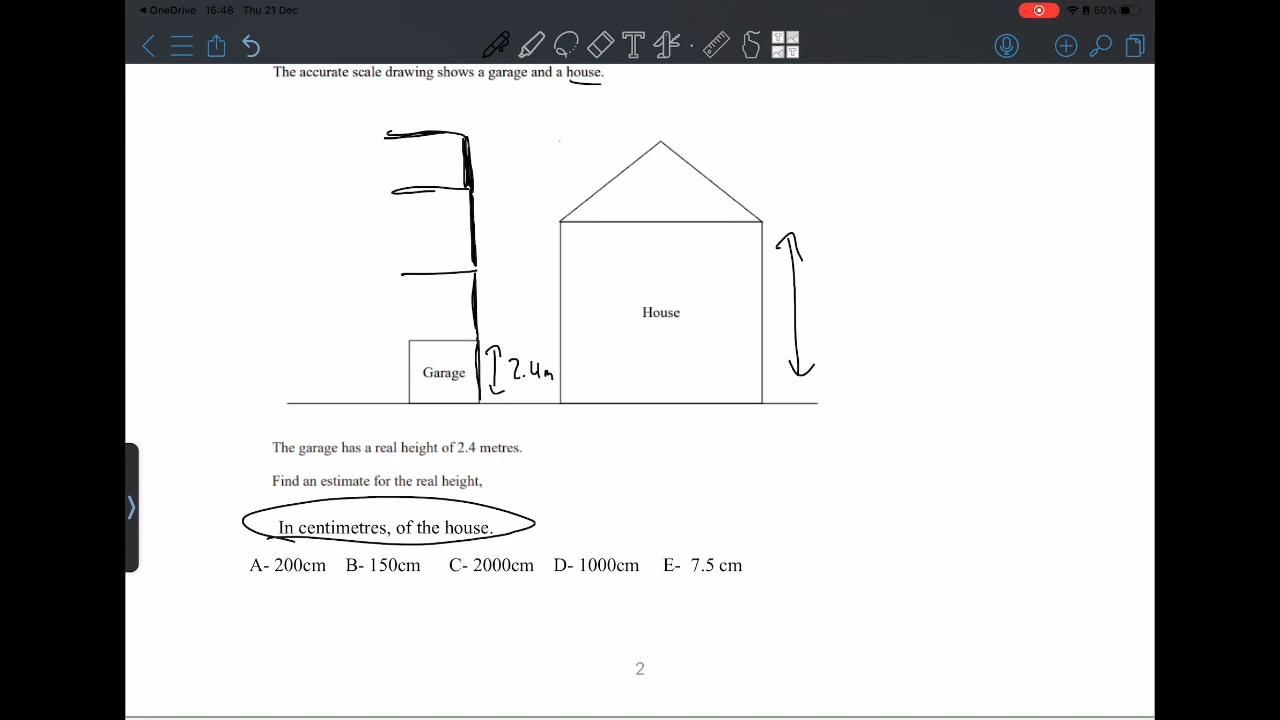 OneDrive 16:48 Thu 21 Dec 50%
The accurate scale drawing shows a garage and a house.
House
Garage 2.4m
The garage has a real height of 2.4 metres.
Find an estimate for the real height,
In centimetres, of the house.
A- 200cm B- 150cm C- 2000cm D- 1000cm E- 7.5 cm
2